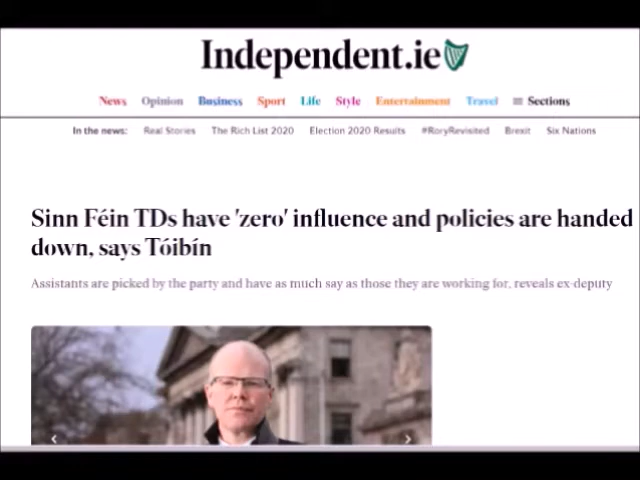 Independent.ie
News Opinion Business Sport Life Style Entertainment Travel Sections
In the news: Real Stories The Rich List 2020 Election 2020 Results #RoryRevisited Brexit Six Nations
Sinn Féin TDs have 'zero' influence and policies are handed
down, says Tóibín
Assistants are picked by the party and have as much say as those they are working for, reveals ex-deputy